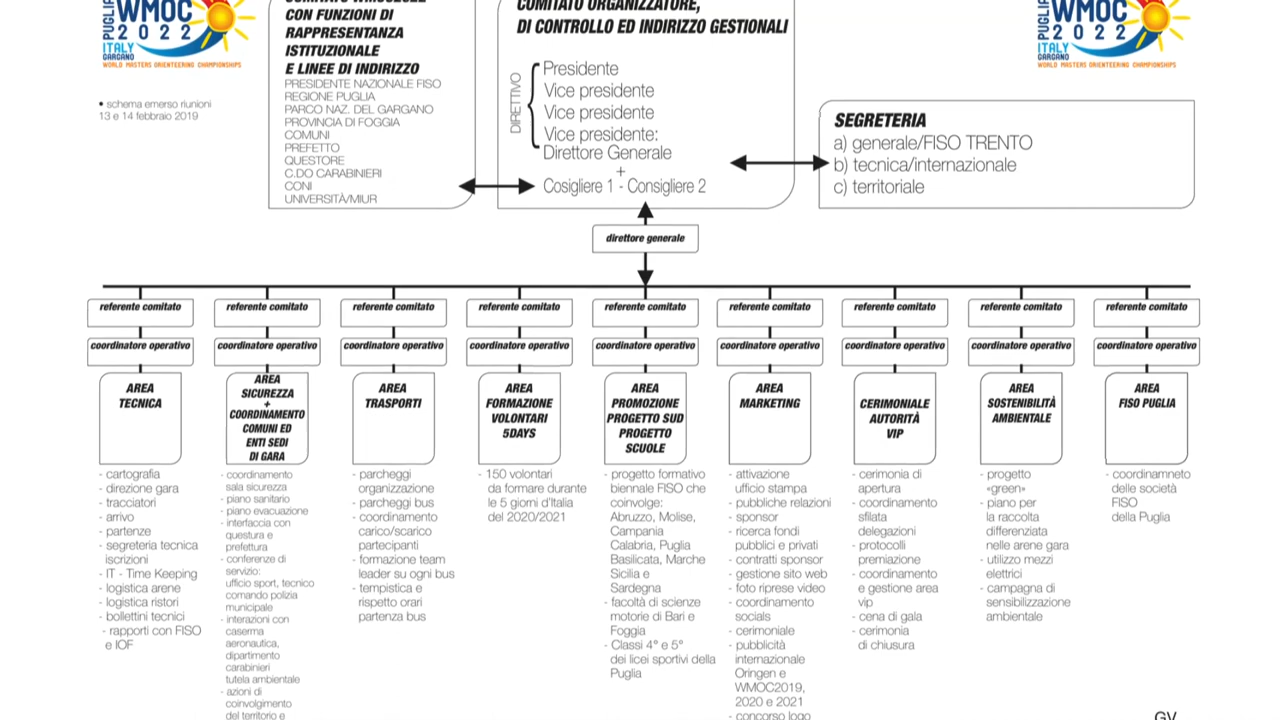 PUGLIA
WMOC
2022
ITALY
GARGANO
WORLD MASTERS ORIENTEERING CHAMPIONSHIPS
• schema emerso riunioni
13 e 14 febbraio 2019
CON FUNZIONI DI
RAPPRESENTANZA
ISTITUZIONALE
E LINEE DI INDIRIZZO
PRESIDENTE NAZIONALE FISO
REGIONE PUGLIA
PARCO NAZ. DEL GARGANO
PROVINCIA DI FOGGIA
COMUNI
PREFETTO
QUESTORE
C.DO CARABINIERI
CONI
UNIVERSITÀ/MIUR
COMITATO ORGANIZZATORE,
DI CONTROLLO ED INDIRIZZO GESTIONALI
DIRETTIVO
Presidente
Vice presidente
Vice presidente
Vice presidente:
Direttore Generale
+
Cosigliere 1 - Consigliere 2
PUGLIA
WMOC
2022
ITALY
GARGANO
WORLD MASTERS ORIENTEERING CHAMPIONSHIPS
SEGRETERIA
a) generale/FISO TRENTO
b) tecnica/internazionale
c) territoriale
direttore generale
referente comitato
coordinatore operativo
AREA
TECNICA
- cartografia
- direzione gara
- tracciatori
- arrivo
- partenze
- segreteria tecnica
iscrizioni
- IT - Time Keeping
- logistica arene
- logistica ristori
- bollettini tecnici
- rapporti con FISO
e IOF
referente comitato
coordinatore operativo
AREA
SICUREZZA
+
COORDINAMENTO
COMUNI ED
ENTI SEDI
DI GARA
- coordinamento
sala sicurezza
- piano sanitario
- piano evacuazione
- interfaccia con
questura e
prefettura
- conferenze di
servizio:
ufficio sport, tecnico
comando polizia
municipale
- interazioni con
caserma
aeronautica,
dipartimento
carabinieri
tutela ambientale
- azioni di
coinvolgimento
del territorio e
referente comitato
coordinatore operativo
AREA
TRASPORTI
- parcheggi
organizzazione
- parcheggi bus
- coordinamento
carico/scarico
partecipanti
- formazione team
leader su ogni bus
- tempistica e
rispetto orari
partenza bus
referente comitato
coordinatore operativo
AREA
FORMAZIONE
VOLONTARI
5DAYS
- 150 volontari
da formare durante
le 5 giorni d'Italia
del 2020/2021
referente comitato
coordinatore operativo
AREA
PROMOZIONE
PROGETTO SUD
PROGETTO
SCUOLE
- progetto formativo
biennale FISO che
coinvolge:
Abruzzo, Molise,
Campania
Calabria, Puglia
Basilicata, Marche
Sicilia e
Sardegna
- facoltà di scienze
motorie di Bari e
Foggia
- Classi 4° e 5°
dei licei sportivi della
Puglia
referente comitato
coordinatore operativo
AREA
MARKETING
- attivazione
ufficio stampa
- pubbliche relazioni
- sponsor
- ricerca fondi
pubblici e privati
- contratti sponsor
- gestione sito web
- foto riprese video
- coordinamento
socials
- cerimoniale
- pubblicità
internazionale
Oringen e
WMOC2019,
2020 e 2021
- concorso logo
referente comitato
coordinatore operativo
CERIMONIALE
AUTORITÀ
VIP
- cerimonia di
apertura
- coordinamento
sfilata
delegazioni
- protocolli
premiazione
- coordinamento
e gestione area
vip
- cena di gala
- cerimonia
di chiusura
referente comitato
coordinatore operativo
AREA
SOSTENIBILITÀ
AMBIENTALE
- progetto
«green»
- piano per
la raccolta
differenziata
nelle arene gara
- utilizzo mezzi
elettrici
- campagna di
sensibilizzazione
ambientale
referente comitato
coordinatore operativo
AREA
FISO PUGLIA
- coordinamneto
delle società
FISO
della Puglia
GV